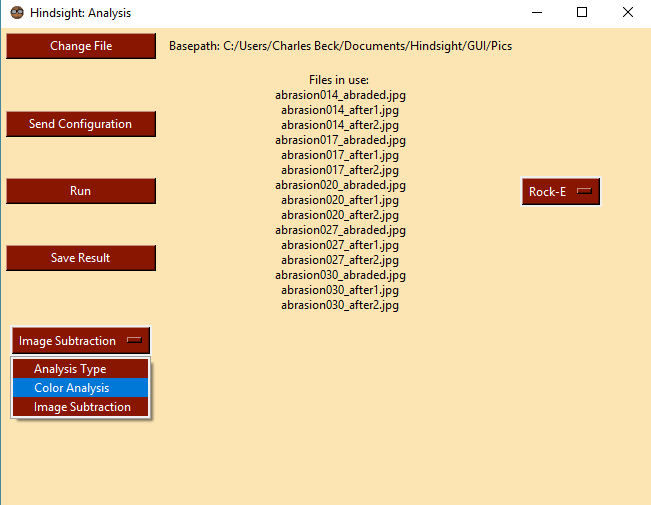 Hindsight: Analysis
Change File
Basepath: C:/Users/Charles Beck/Documents/Hindsight/GUI/Pics
Files in use:
abrasion014_abraded.jpg
abrasion014_after1.jpg
abrasion014_after2.jpg
abrasion017_abraded.jpg
abrasion017_after1.jpg
abrasion017_after2.jpg
abrasion020_abraded.jpg
abrasion020_after1.jpg
abrasion020_after2.jpg
abrasion027_abraded.jpg
abrasion027_after1.jpg
abrasion027_after2.jpg
abrasion030_abraded.jpg
abrasion030_after1.jpg
abrasion030_after2.jpg
Send Configuration
Run
Rock-E
Save Result
Image Subtraction
Analysis Type
Color Analysis
Image Subtraction